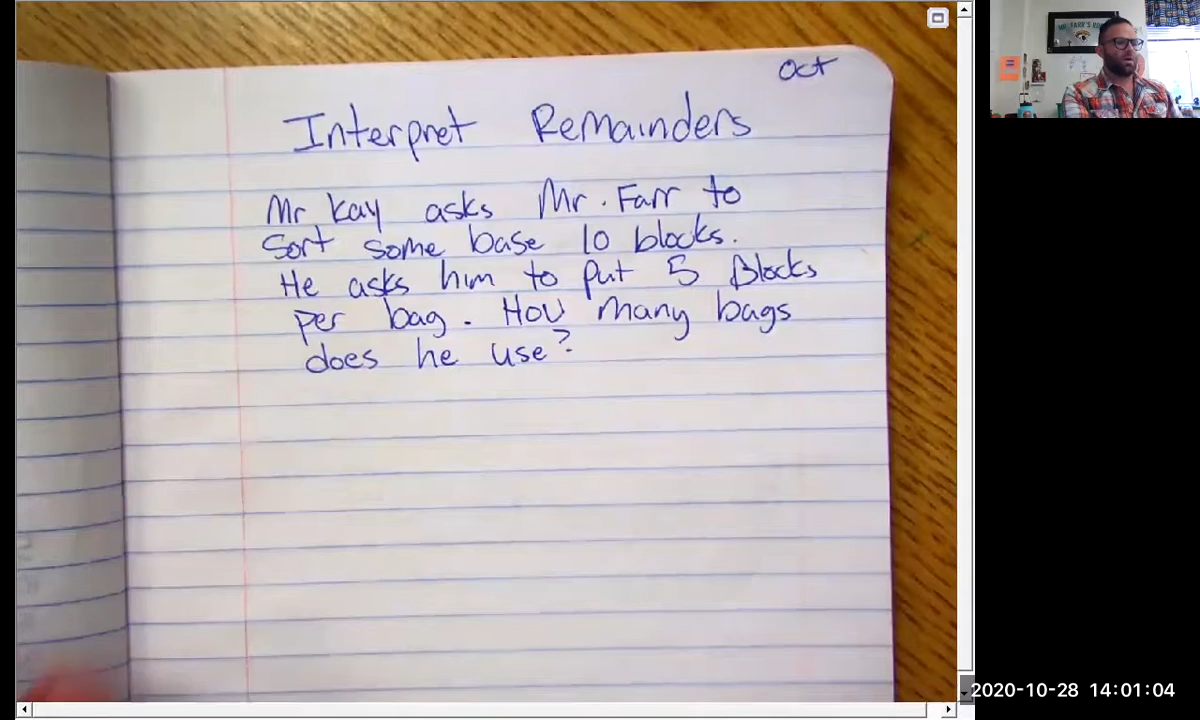 Oct
Interpret Remainders
Mr Kay asks Mr. Farr to
Sort some base 10 blocks.
He asks him to put 5 Blocks
per bag. How many bags
does he use?
2020-10-28 14:01:04